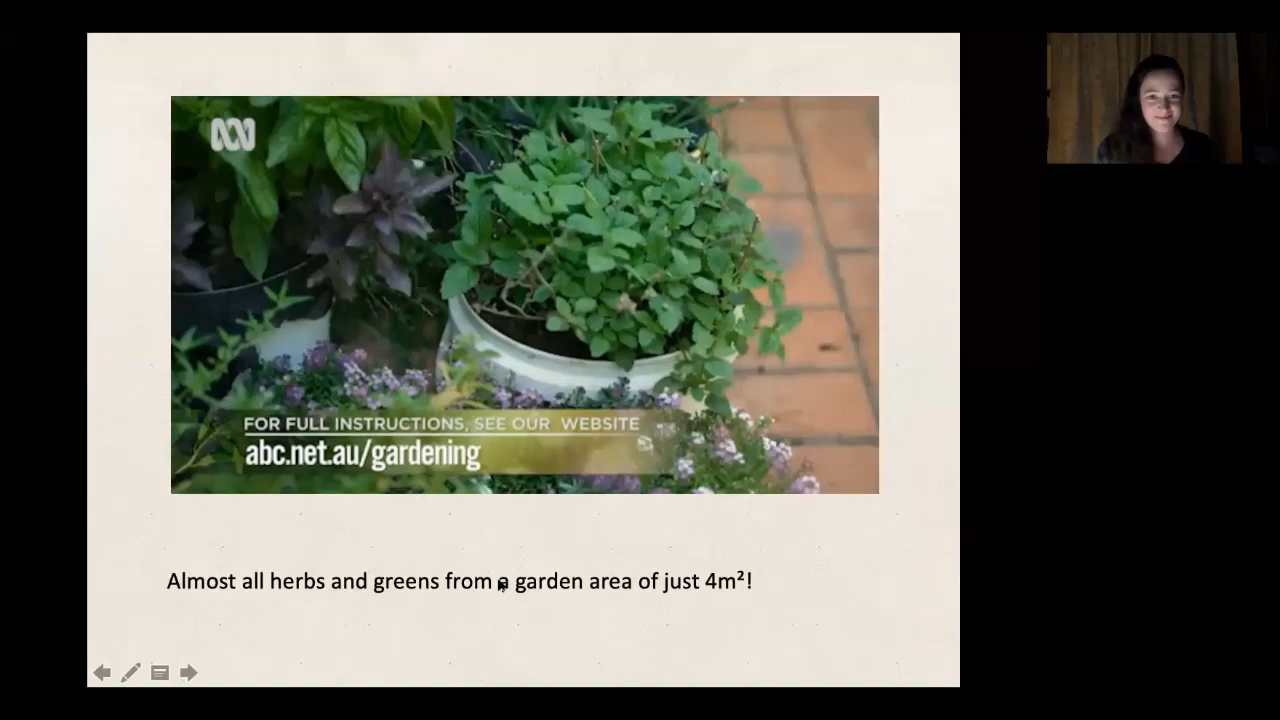 FOR FULL INSTRUCTIONS, SEE OUR WEBSITE
abc.net.au/gardening
Almost all herbs and greens from a garden area of just 4m²!